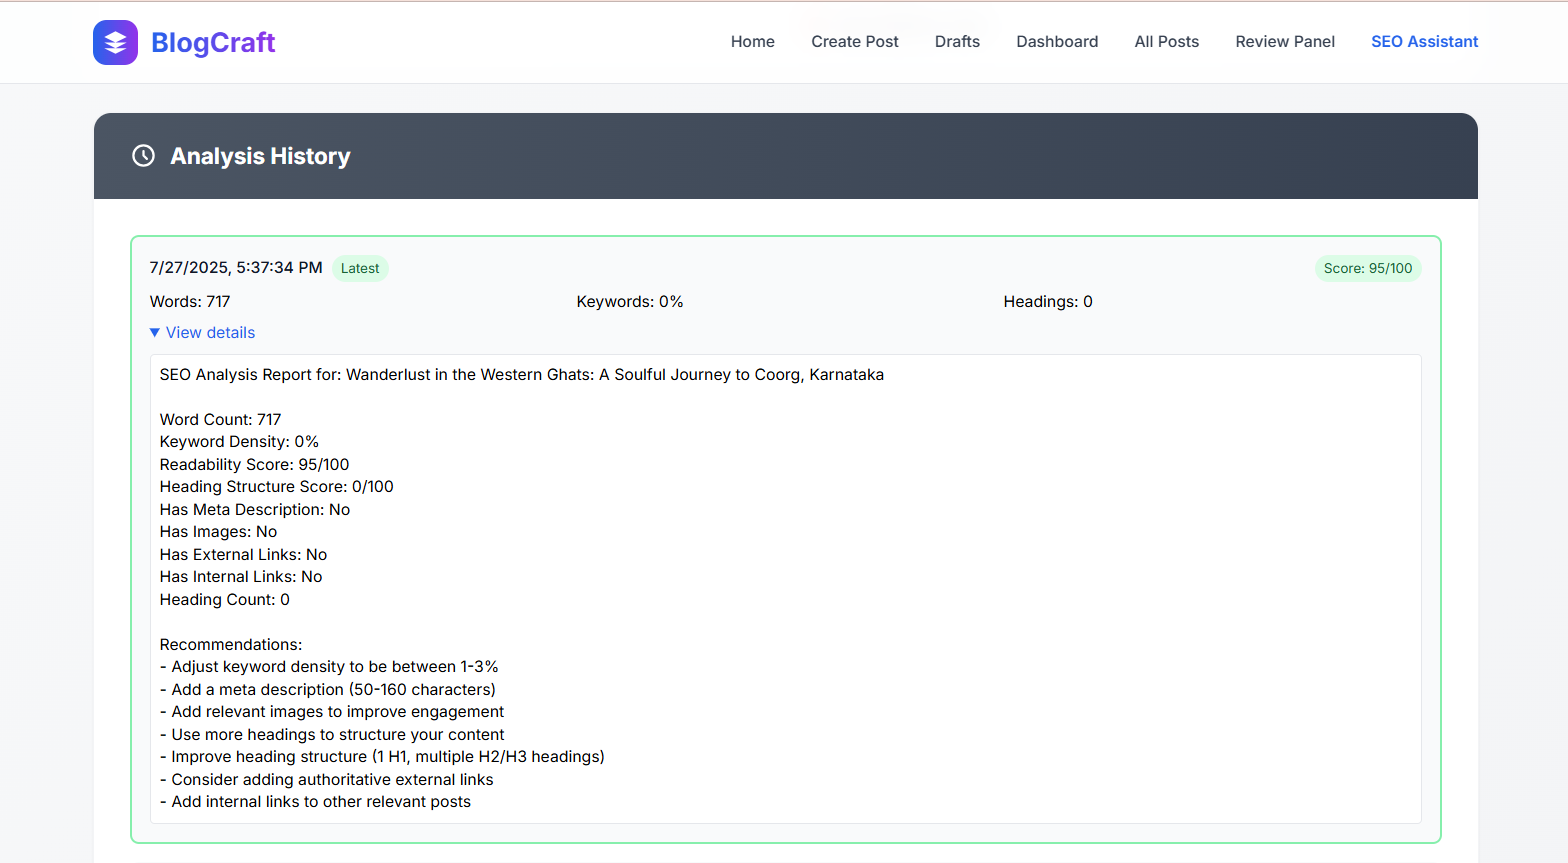 BlogCraft
Home Create Post Drafts Dashboard All Posts Review Panel SEO Assistant
Analysis History
7/27/2025, 5:37:34 PM Latest Score: 95/100
Words: 717 Keywords: 0% Headings: 0
▼ View details
SEO Analysis Report for: Wanderlust in the Western Ghats: A Soulful Journey to Coorg, Karnataka
Word Count: 717
Keyword Density: 0%
Readability Score: 95/100
Heading Structure Score: 0/100
Has Meta Description: No
Has Images: No
Has External Links: No
Has Internal Links: No
Heading Count: 0
Recommendations:
- Adjust keyword density to be between 1-3%
- Add a meta description (50-160 characters)
- Add relevant images to improve engagement
- Use more headings to structure your content
- Improve heading structure (1 H1, multiple H2/H3 headings)
- Consider adding authoritative external links
- Add internal links to other relevant posts